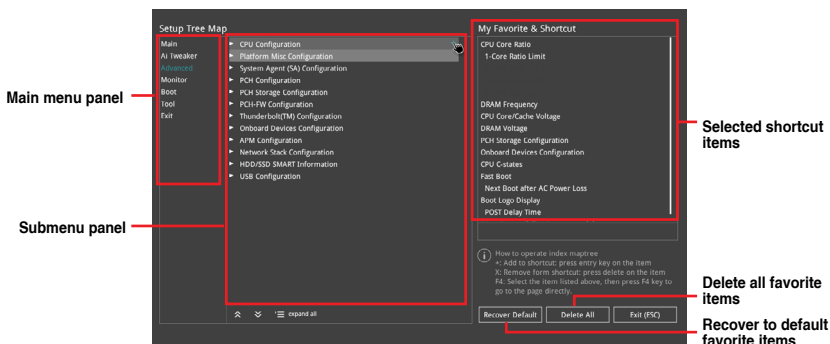 Setup Tree Map
Main
Ai Tweaker
Advanced
Monitor
Boot
Tool
Exit
CPU Configuration
Platform Misc Configuration
System Agent (SA) Configuration
PCH Configuration
PCH Storage Configuration
PCH-FW Configuration
Thunderbolt(TM) Configuration
Onboard Devices Configuration
APM Configuration
Network Stack Configuration
HDD/SSD SMART Information
USB Configuration
expand all
My Favorite & Shortcut
CPU Core Ratio
1-Core Ratio Limit
DRAM Frequency
CPU Core/Cache Voltage
DRAM Voltage
PCH Storage Configuration
Onboard Devices Configuration
CPU C-states
Fast Boot
Next Boot after AC Power Loss
Boot Logo Display
POST Delay Time
How to operate index maptree
+: Add to shortcut: press entry key on the item
X: Remove form shortcut: press delete on the item
F4: Select the item listed above, then press F4 key to
go to the page directly.
Recover Default
Delete All
Exit (ESC)
Main menu panel
Submenu panel
Selected shortcut
items
Delete all favorite
items
Recover to default
favorite items